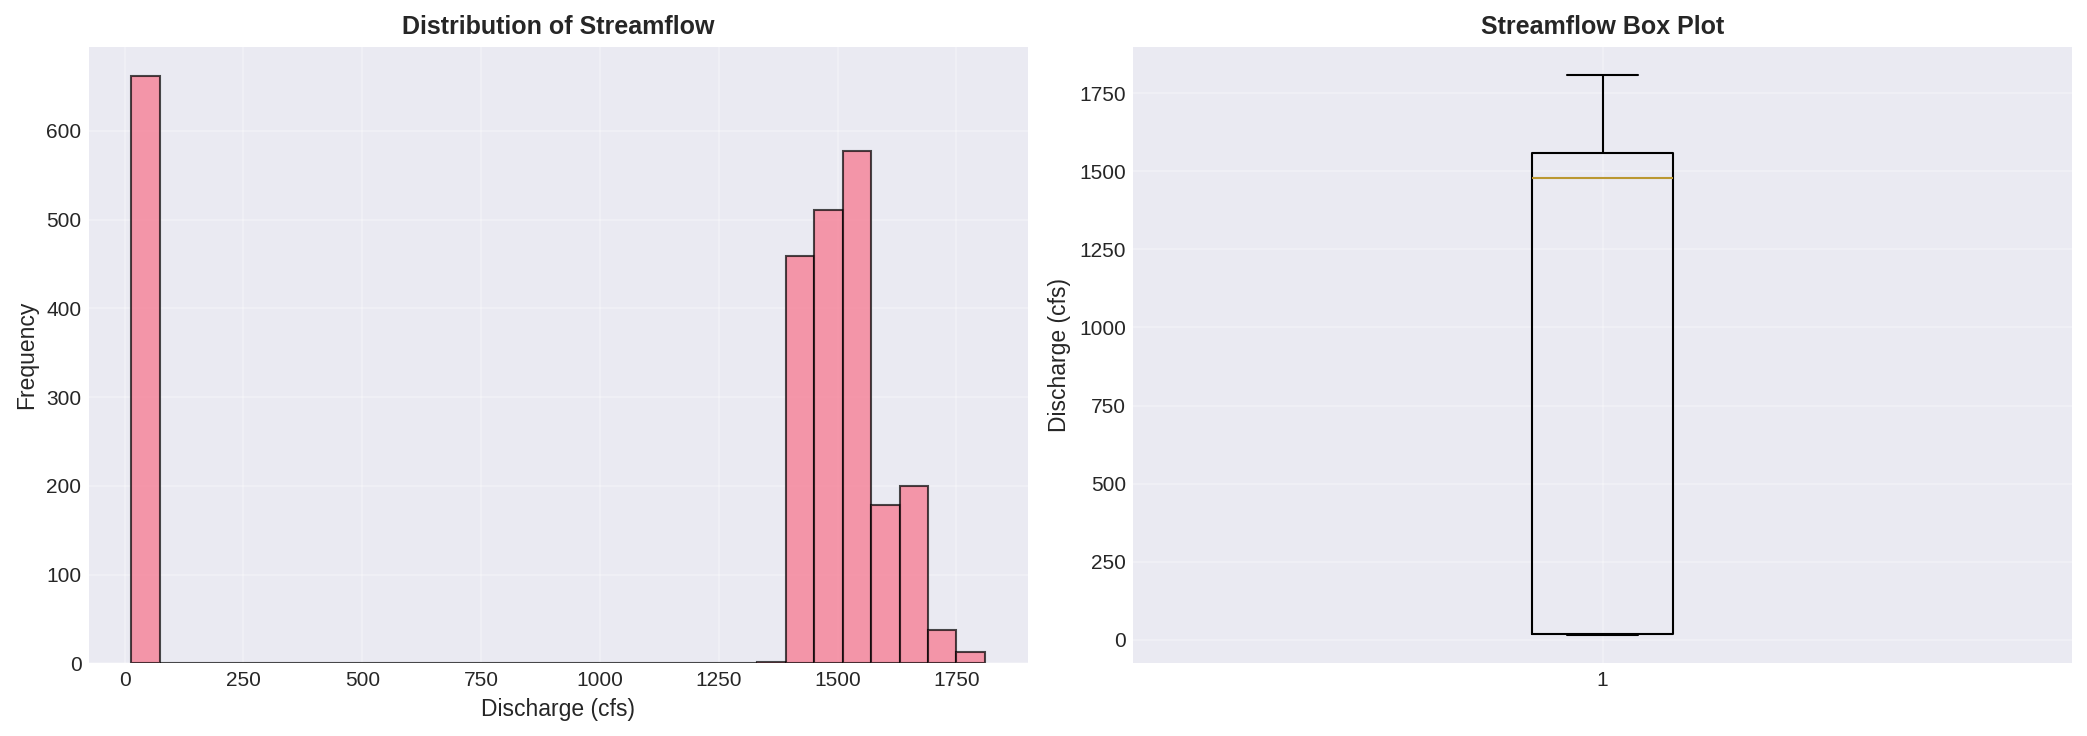 Distribution of Streamflow
Frequency
600
500
400
300
200
100
0
0 250 500 750 1000 1250 1500 1750
Discharge (cfs)
Streamflow Box Plot
Discharge (cfs)
1750
1500
1250
1000
750
500
250
0
1